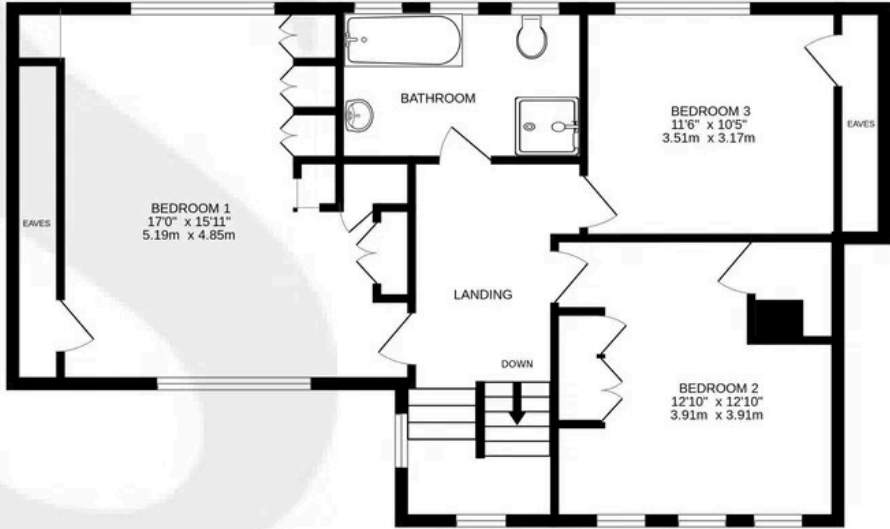 BATHROOM
BEDROOM 3
11'6" x 10'5"
3.51m x 3.17m
EAVES
BEDROOM 1
17'0" x 15'11"
5.19m x 4.85m
EAVES
LANDING
DOWN
BEDROOM 2
12'10" x 12'10"
3.91m x 3.91m